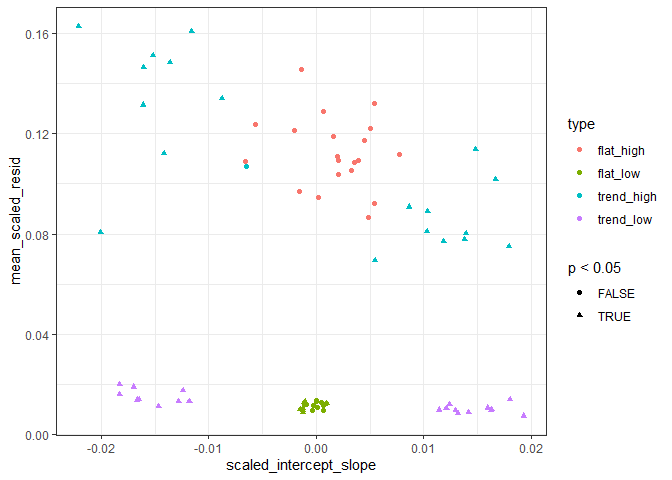 0.16
0.12
0.08
0.04
0.00
mean_scaled_resid
-0.02 -0.01 0.00 0.01 0.02
scaled_intercept_slope
type
flat_high
flat_low
trend_high
trend_low
p < 0.05
FALSE
TRUE